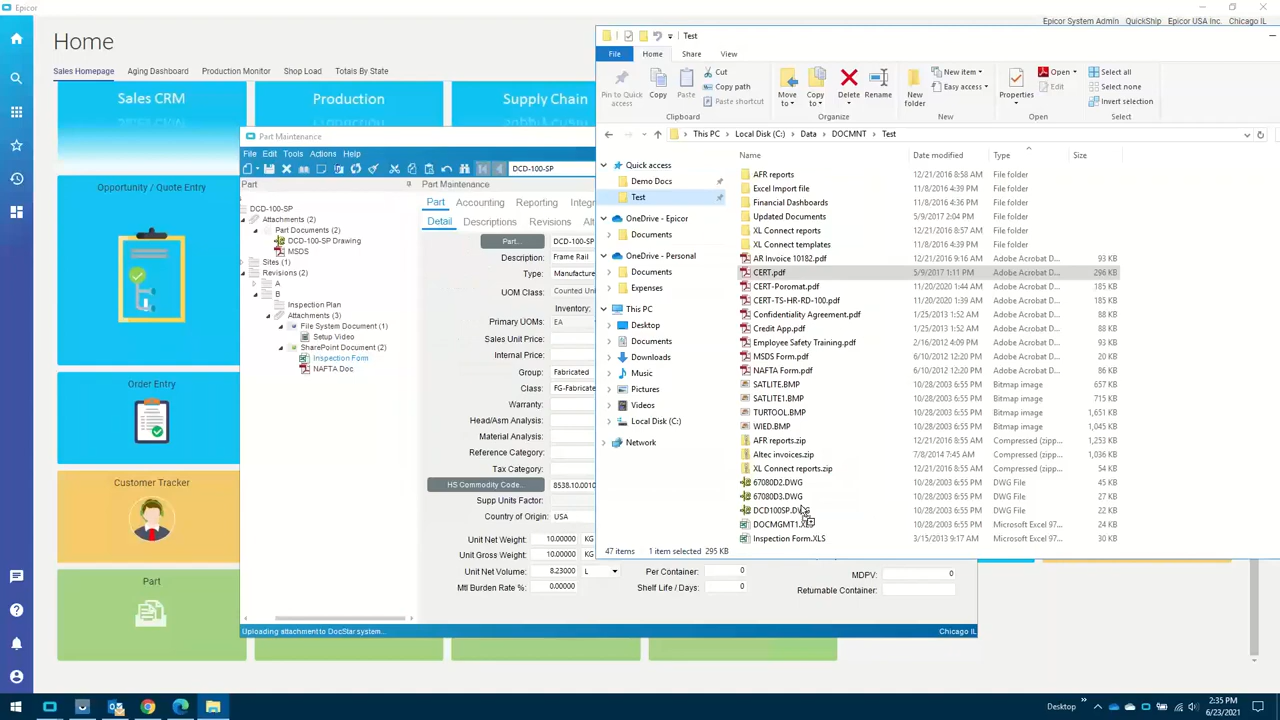 Epicor
Epicor System Admin QuickShip Epicor USA Inc. Chicago IL
Home
Sales Homepage Aging Dashboard Production Monitor Shop Load Totals By State
Sales CRM
Production
Supply Chain
Opportunity / Quote Entry
Order Entry
Customer Tracker
Part
Part Maintenance
File Edit Tools Actions Help
DCD-100-SP
Part
DCD-100-SP
Attachments (2)
Part Documents (2)
DCD-100-SP Drawing
MSDS
Sites (1)
Revisions (2)
A
B
Inspection Plan
Attachments (3)
File System Document (1)
Setup Video
SharePoint Document (2)
Inspection Form
NAFTA Doc
Part Maintenance
Part Accounting Reporting
Detail Descriptions Revisions
Part... DCD-100-SP
Description: Frame Rail
Type: Manufacture
UOM Class: Counted Un
Inventory:
Primary UOMs: EA
Sales Unit Price:
Internal Price:
Group: Fabricated
Class: FG-Fabricate
Warranty:
Head/Asm Analysis:
Material Analysis:
Reference Category:
Tax Category:
HS Commodity Code... 8538.10.0010
Supp Units Factor:
Country of Origin: USA
Unit Net Weight: 10.00000 KG
Unit Gross Weight: 10.00000 KG
Unit Net Volume: 8.23000 L
Mtl Burden Rate %: 0.00000
Per Container: 0
Shelf Life / Days: 0
MDPV: 0
Returnable Container:
Uploading attachment to DocStar system... Chicago IL
Test
File Home Share View
Pin to Quick access
Copy
Paste
Cut
Copy path
Paste shortcut
Clipboard
Move to
Copy to
Delete
Rename
Organize
New folder
New item
Easy access
New
Properties
Open
Edit
Open
Select all
Select none
Invert selection
Select
This PC Local Disk (C:) Data DOCMNT Test
Quick access
Demo Docs
Test
OneDrive - Epicor
Documents
OneDrive - Personal
Documents
Expenses
This PC
Desktop
Documents
Downloads
Music
Pictures
Videos
Local Disk (C:)
Network
Name Date modified Type Size
AFR reports 12/21/2016 8:58 AM File folder
Excel Import file 11/8/2016 4:39 PM File folder
Financial Dashboards 11/8/2016 4:39 PM File folder
Updated Documents 5/9/2017 2:04 PM File folder
XL Connect reports 11/8/2016 8:57 AM File folder
XL Connect templates 11/8/2016 4:39 PM File folder
AR Invoice 10182.pdf 12/21/2016 9:16 AM Adobe Acrobat D... 93 KB
CERT.pdf 5/9/2017 1:11 PM Adobe Acrobat D... 296 KB
CERT-Poromat.pdf 11/20/2020 1:44 AM Adobe Acrobat D... 185 KB
CERT-TS-HR-RD-100.pdf 11/20/2020 1:39 AM Adobe Acrobat D... 185 KB
Confidentiality Agreement.pdf 1/25/2013 1:52 AM Adobe Acrobat D... 88 KB
Credit App.pdf 1/25/2013 1:52 AM Adobe Acrobat D... 88 KB
Employee Safety Training.pdf 2/16/2012 4:09 PM Adobe Acrobat D... 93 KB
MSDS Form.pdf 6/10/2012 12:20 PM Adobe Acrobat D... 20 KB
NAFTA Form.pdf 6/10/2012 12:20 PM Adobe Acrobat D... 88 KB
SATLITE.BMP 10/28/2003 6:55 PM Bitmap image 657 KB
SATLITE1.BMP 10/28/2003 6:55 PM Bitmap image 715 KB
TURTOOL.BMP 10/28/2003 6:55 PM Bitmap image 1,651 KB
WIED.BMP 10/28/2003 6:55 PM Bitmap image 1,045 KB
AFR reports.zip 12/21/2016 8:55 AM Compressed (zipp... 1,253 KB
Altec invoices.zip 7/8/2014 7:45 AM Compressed (zipp... 1,036 KB
XL Connect reports.zip 12/21/2016 8:55 AM Compressed (zipp... 54 KB
67080D2.DWG 10/28/2003 6:55 PM DWG File 45 KB
67080D3.DWG 10/28/2003 6:55 PM DWG File 27 KB
DCD100SP.DWG 10/28/2003 6:55 PM DWG File 22 KB
DOCMGMT1.XLS 10/28/2003 6:55 PM Microsoft Excel 97... 24 KB
Inspection Form.XLS 3/15/2013 9:17 AM Microsoft Excel 97... 30 KB
47 items 1 item selected 295 KB
Desktop
2:35 PM
6/23/2021